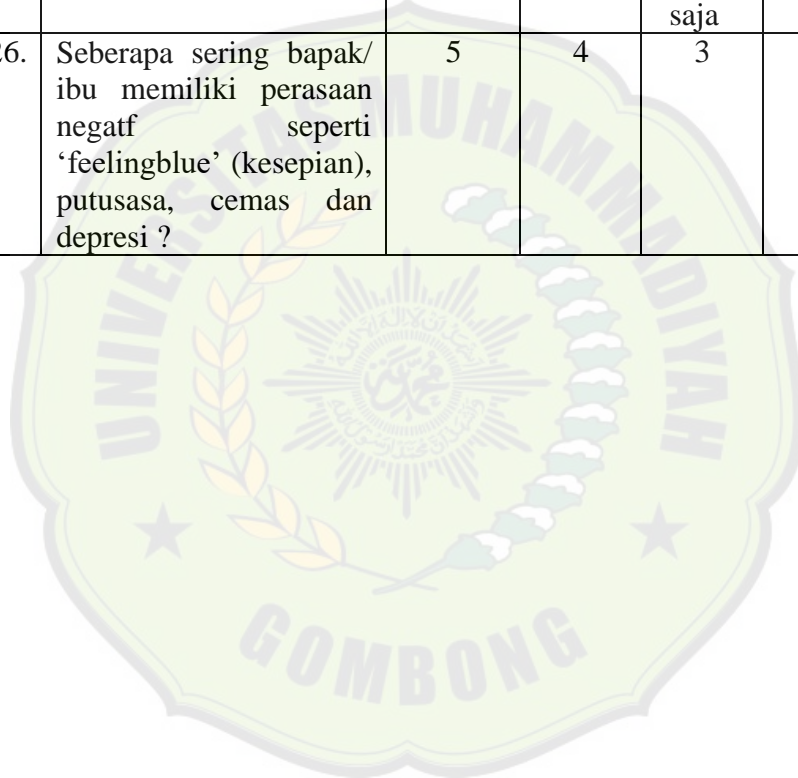 saja
26. Seberapa sering bapak/ 5 4 3
ibu memiliki perasaan
negatf seperti
‘feelingblue’ (kesepian),
putusasa, cemas dan
depresi ?
UNIVERSITAS MUHAMMADIYAH
GOMBONG